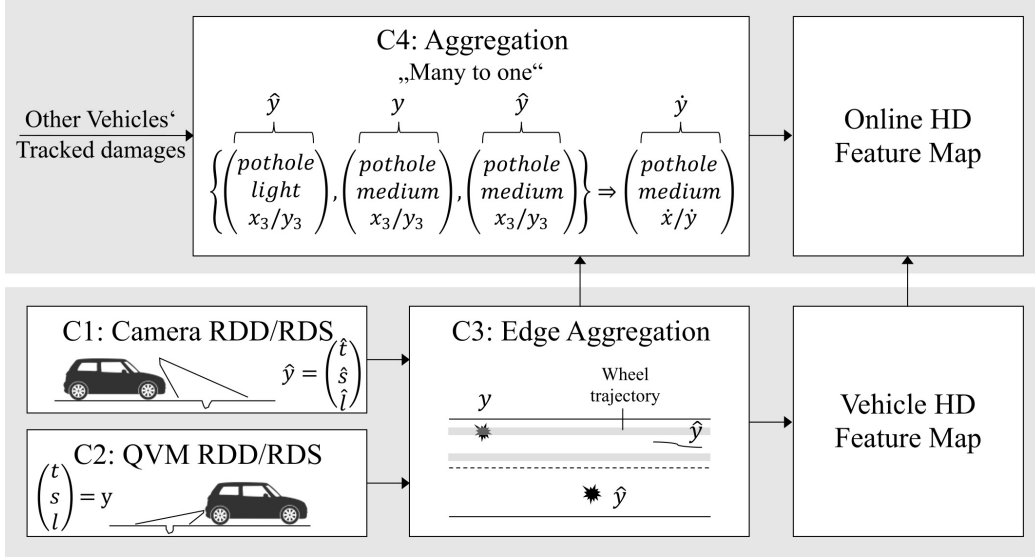 C4: Aggregation
„Many to one“
Other Vehicles‘
Tracked damages
ŷ y ŷ ẏ
{(pothole light x₃/y₃), (pothole medium x₃/y₃), (pothole medium x₃/y₃)} ⇒ (pothole medium ẋ/ẏ)
Online HD
Feature Map
C1: Camera RDD/RDS
ŷ = (t̂ ŝ l̂)
C2: QVM RDD/RDS
(t s l) = y
C3: Edge Aggregation
Wheel
trajectory
y
ŷ
ŷ
Vehicle HD
Feature Map